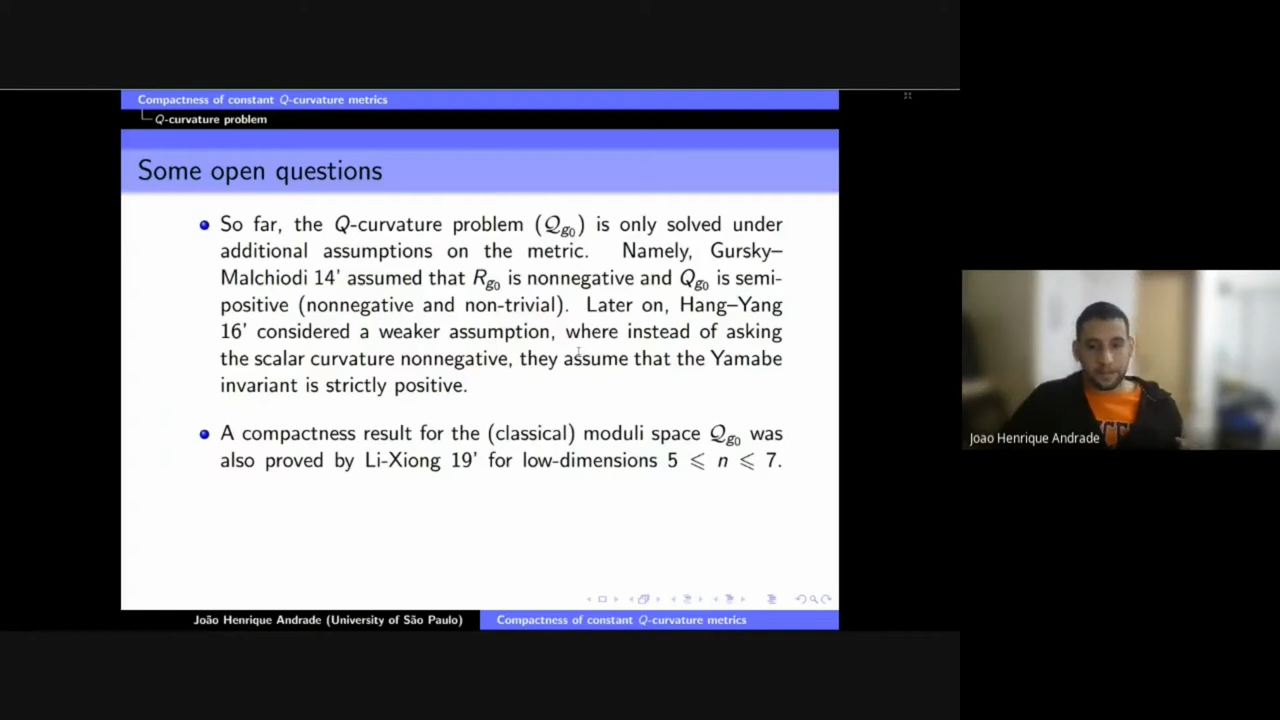 Compactness of constant Q-curvature metrics
Q-curvature problem
Some open questions
So far, the Q-curvature problem (𝒬g₀) is only solved under
additional assumptions on the metric. Namely, Gursky–
Malchiodi 14' assumed that Rg₀ is nonnegative and Qg₀ is semi-
positive (nonnegative and non-trivial). Later on, Hang–Yang
16' considered a weaker assumption, where instead of asking
the scalar curvature nonnegative, they assume that the Yamabe
invariant is strictly positive.
A compactness result for the (classical) moduli space 𝒬g₀ was
also proved by Li-Xiong 19' for low-dimensions 5 ⩽ n ⩽ 7.
João Henrique Andrade (University of São Paulo)
Compactness of constant Q-curvature metrics
Joao Henrique Andrade